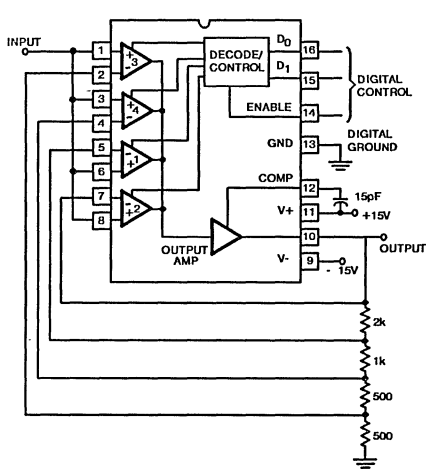 INPUT
1
2
3
4
5
6
7
8
+
3
-
+
4
-
-
1
+
-
2
+
DECODE/
CONTROL
D0
D1
ENABLE
GND
COMP
V+
V-
OUTPUT
AMP
16
15
14
13
12
11
10
9
DIGITAL
CONTROL
DIGITAL
GROUND
15pF
+15V
OUTPUT
- 15V
2k
1k
500
500